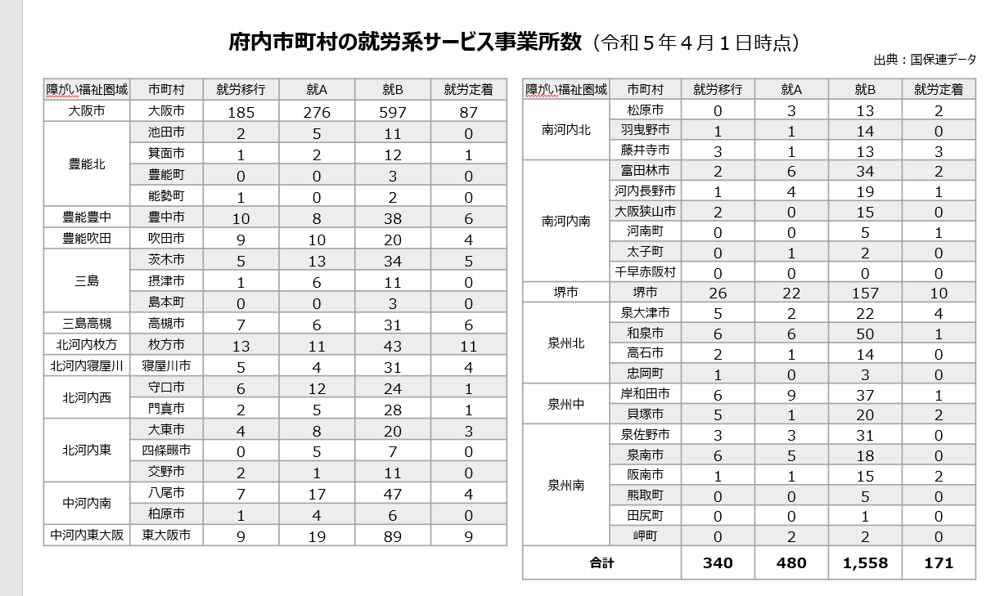 府内市町村の就労系サービス事業所数（令和５年４月１日時点）
出典：国保連データ
障がい福祉圏域 市町村 就労移行 就A 就B 就労定着
大阪市 大阪市 185 276 597 87
豊能北 池田市 2 5 11 0
箕面市 1 2 12 1
豊能町 0 0 3 0
能勢町 1 0 2 0
豊能豊中 豊中市 10 8 38 6
豊能吹田 吹田市 9 10 20 4
三島 茨木市 5 13 34 5
摂津市 1 6 11 0
島本町 0 0 3 0
三島高槻 高槻市 7 6 31 6
北河内枚方 枚方市 13 11 43 11
北河内寝屋川 寝屋川市 5 4 31 4
北河内西 守口市 6 12 24 1
門真市 2 5 28 1
北河内東 大東市 4 8 20 3
四條畷市 0 5 7 0
交野市 2 1 11 0
中河内南 八尾市 7 17 47 4
柏原市 1 4 6 0
中河内東大阪 東大阪市 9 19 89 9
障がい福祉圏域 市町村 就労移行 就A 就B 就労定着
南河内北 松原市 0 3 13 2
羽曳野市 1 1 14 0
藤井寺市 3 1 13 3
南河内南 富田林市 2 6 34 2
河内長野市 1 4 19 1
大阪狭山市 2 0 15 0
河南町 0 0 5 1
太子町 0 1 2 0
千早赤阪村 0 0 0 0
堺市 堺市 26 22 157 10
泉州北 泉大津市 5 2 22 4
和泉市 6 6 50 1
高石市 2 1 14 0
忠岡町 1 0 3 0
泉州中 岸和田市 6 9 37 1
貝塚市 5 1 20 2
泉州南 泉佐野市 3 3 31 0
泉南市 6 5 18 0
阪南市 1 1 15 2
熊取町 0 0 5 0
田尻町 0 0 1 0
岬町 0 2 2 0
合計 340 480 1,558 171